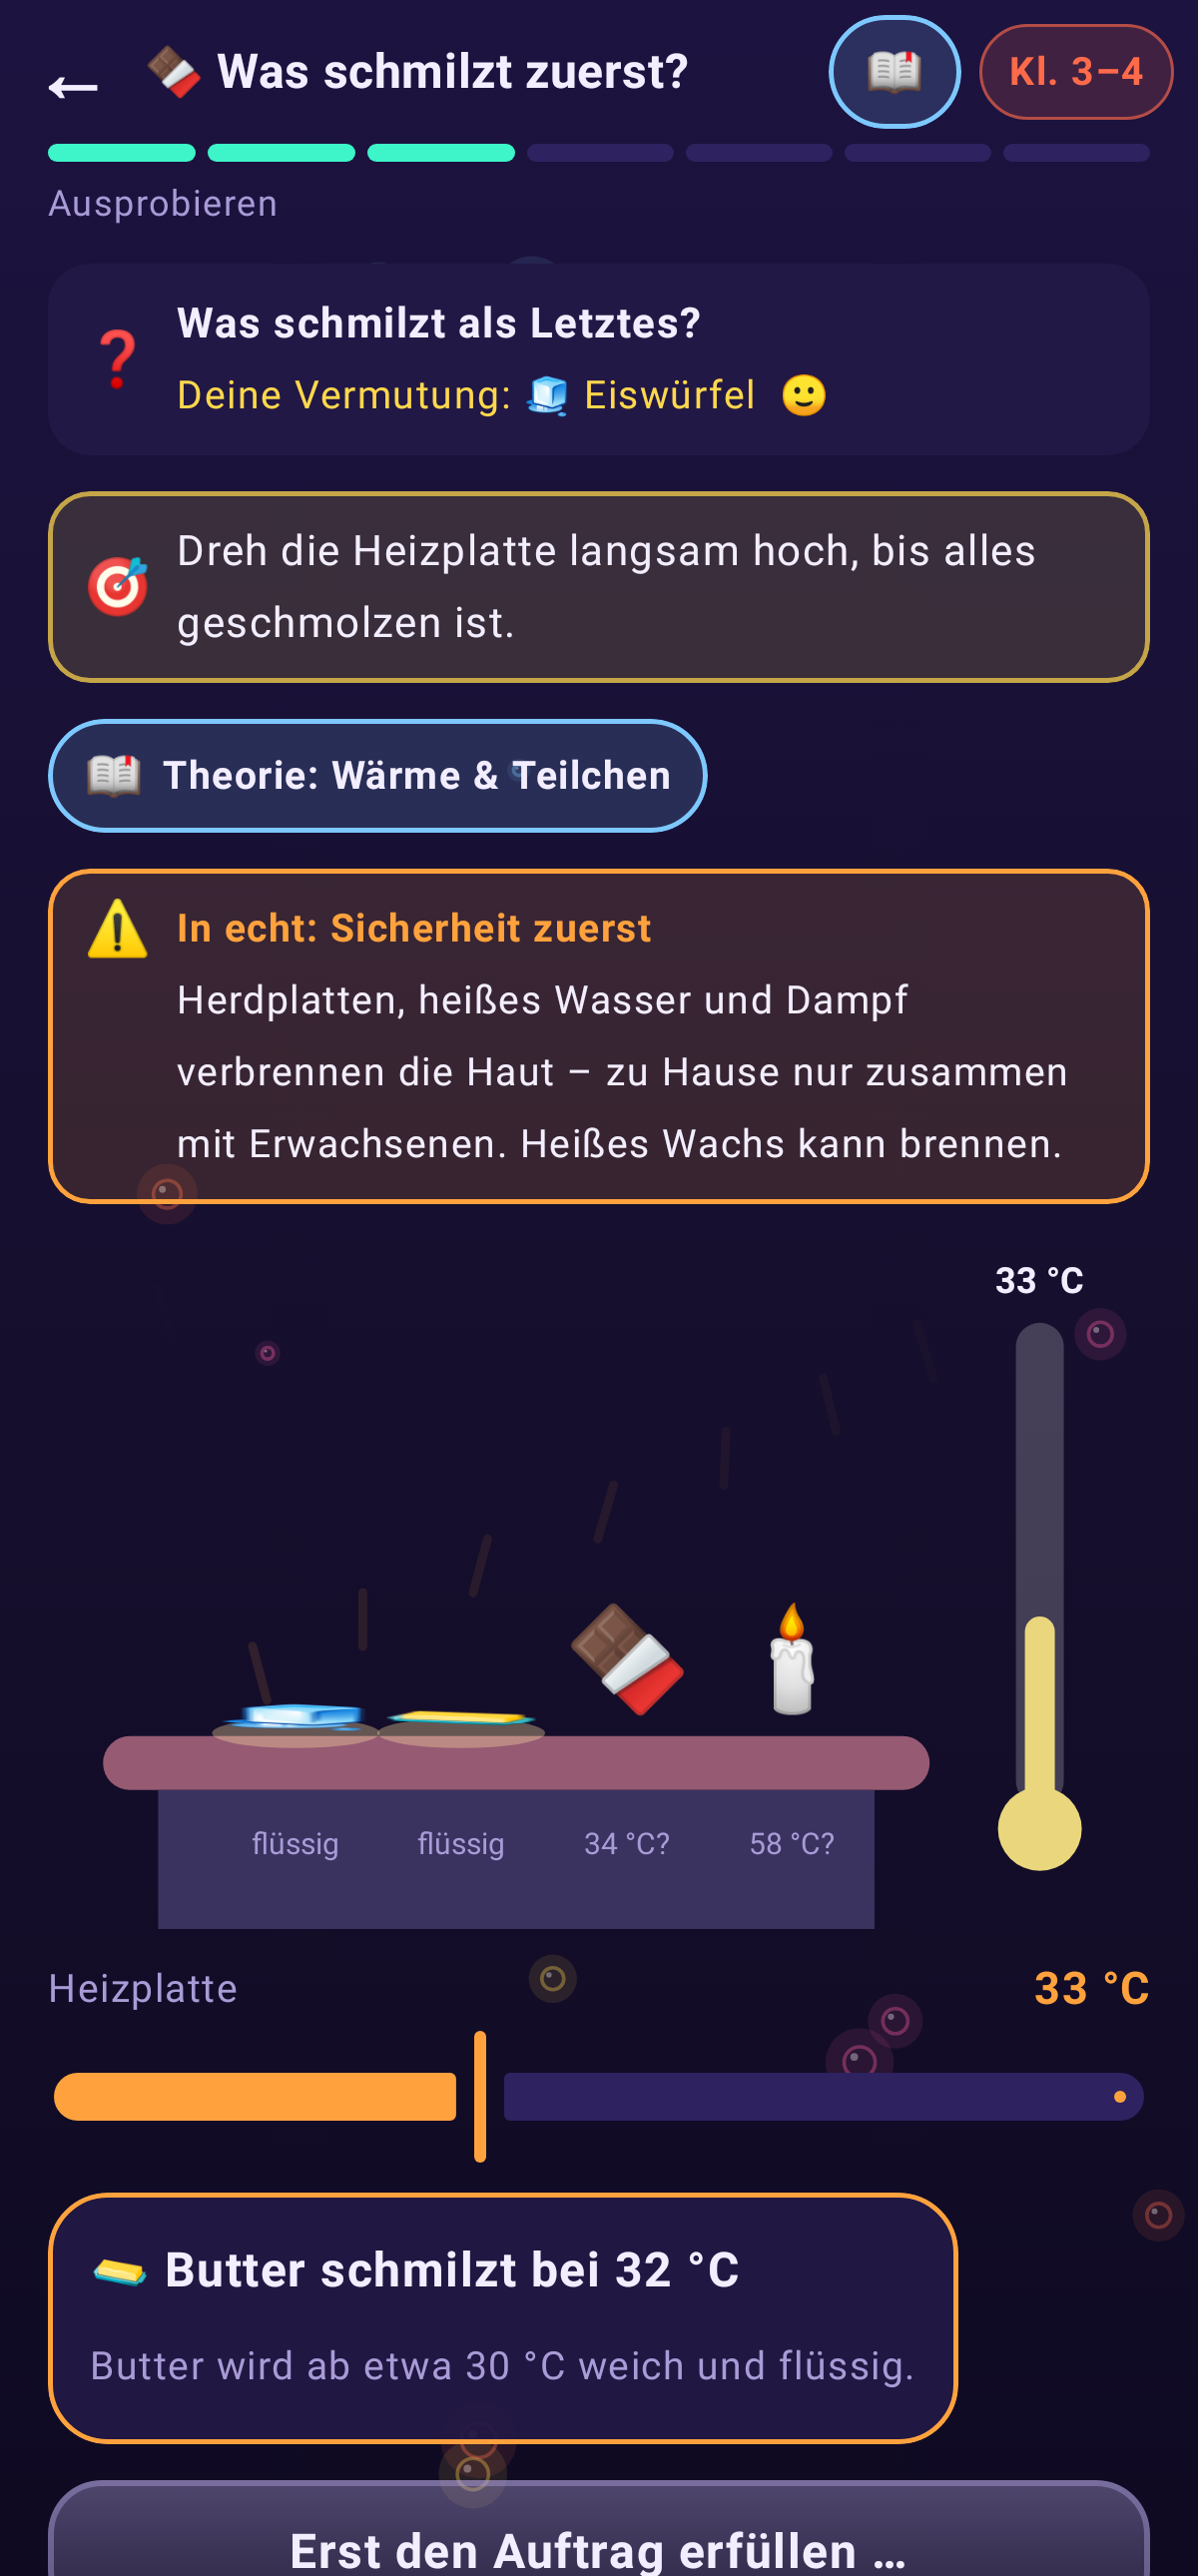 ← Was schmilzt zuerst?
Kl. 3–4
Ausprobieren
Was schmilzt als Letztes?
Deine Vermutung: 🧊 Eiswürfel 🙂
Dreh die Heizplatte langsam hoch, bis alles
geschmolzen ist.
Theorie: Wärme & Teilchen
In echt: Sicherheit zuerst
Herdplatten, heißes Wasser und Dampf
verbrennen die Haut – zu Hause nur zusammen
mit Erwachsenen. Heißes Wachs kann brennen.
33 °C
flüssig flüssig 34 °C? 58 °C?
Heizplatte 33 °C
Butter schmilzt bei 32 °C
Butter wird ab etwa 30 °C weich und flüssig.
Erst den Auftrag erfüllen …